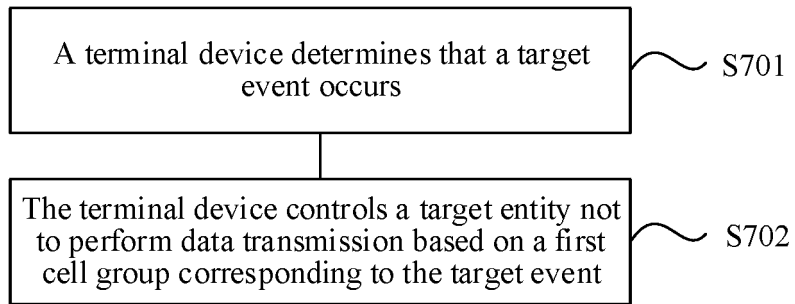 A terminal device determines that a target
event occurs
S701
The terminal device controls a target entity not
to perform data transmission based on a first
cell group corresponding to the target event
S702